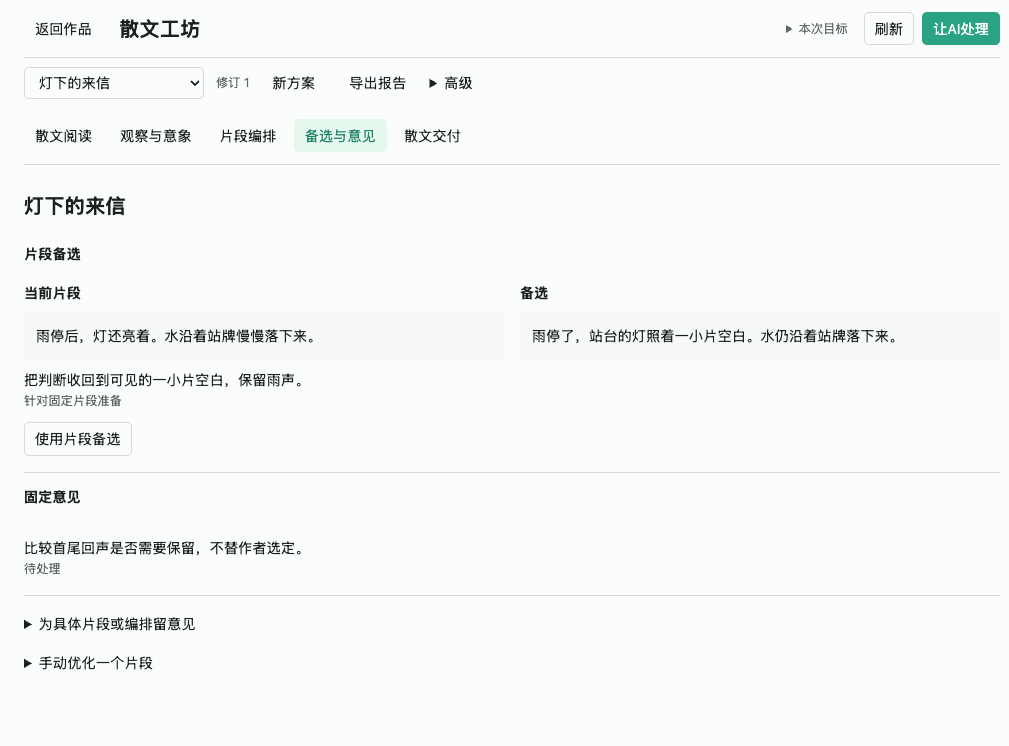 返回作品
散文工坊
本次目标
刷新
让AI处理
灯下的来信
修订 1
新方案
导出报告
高级
散文阅读
观察与意象
片段编排
备选与意见
散文交付
灯下的来信
片段备选
当前片段
备选
雨停后，灯还亮着。水沿着站牌慢慢落下来。
雨停了，站台的灯照着一小片空白。水仍沿着站牌落下来。
把判断收回到可见的一小片空白，保留雨声。
针对固定片段准备
使用片段备选
固定意见
比较首尾回声是否需要保留，不替作者选定。
待处理
为具体片段或编排留意见
手动优化一个片段